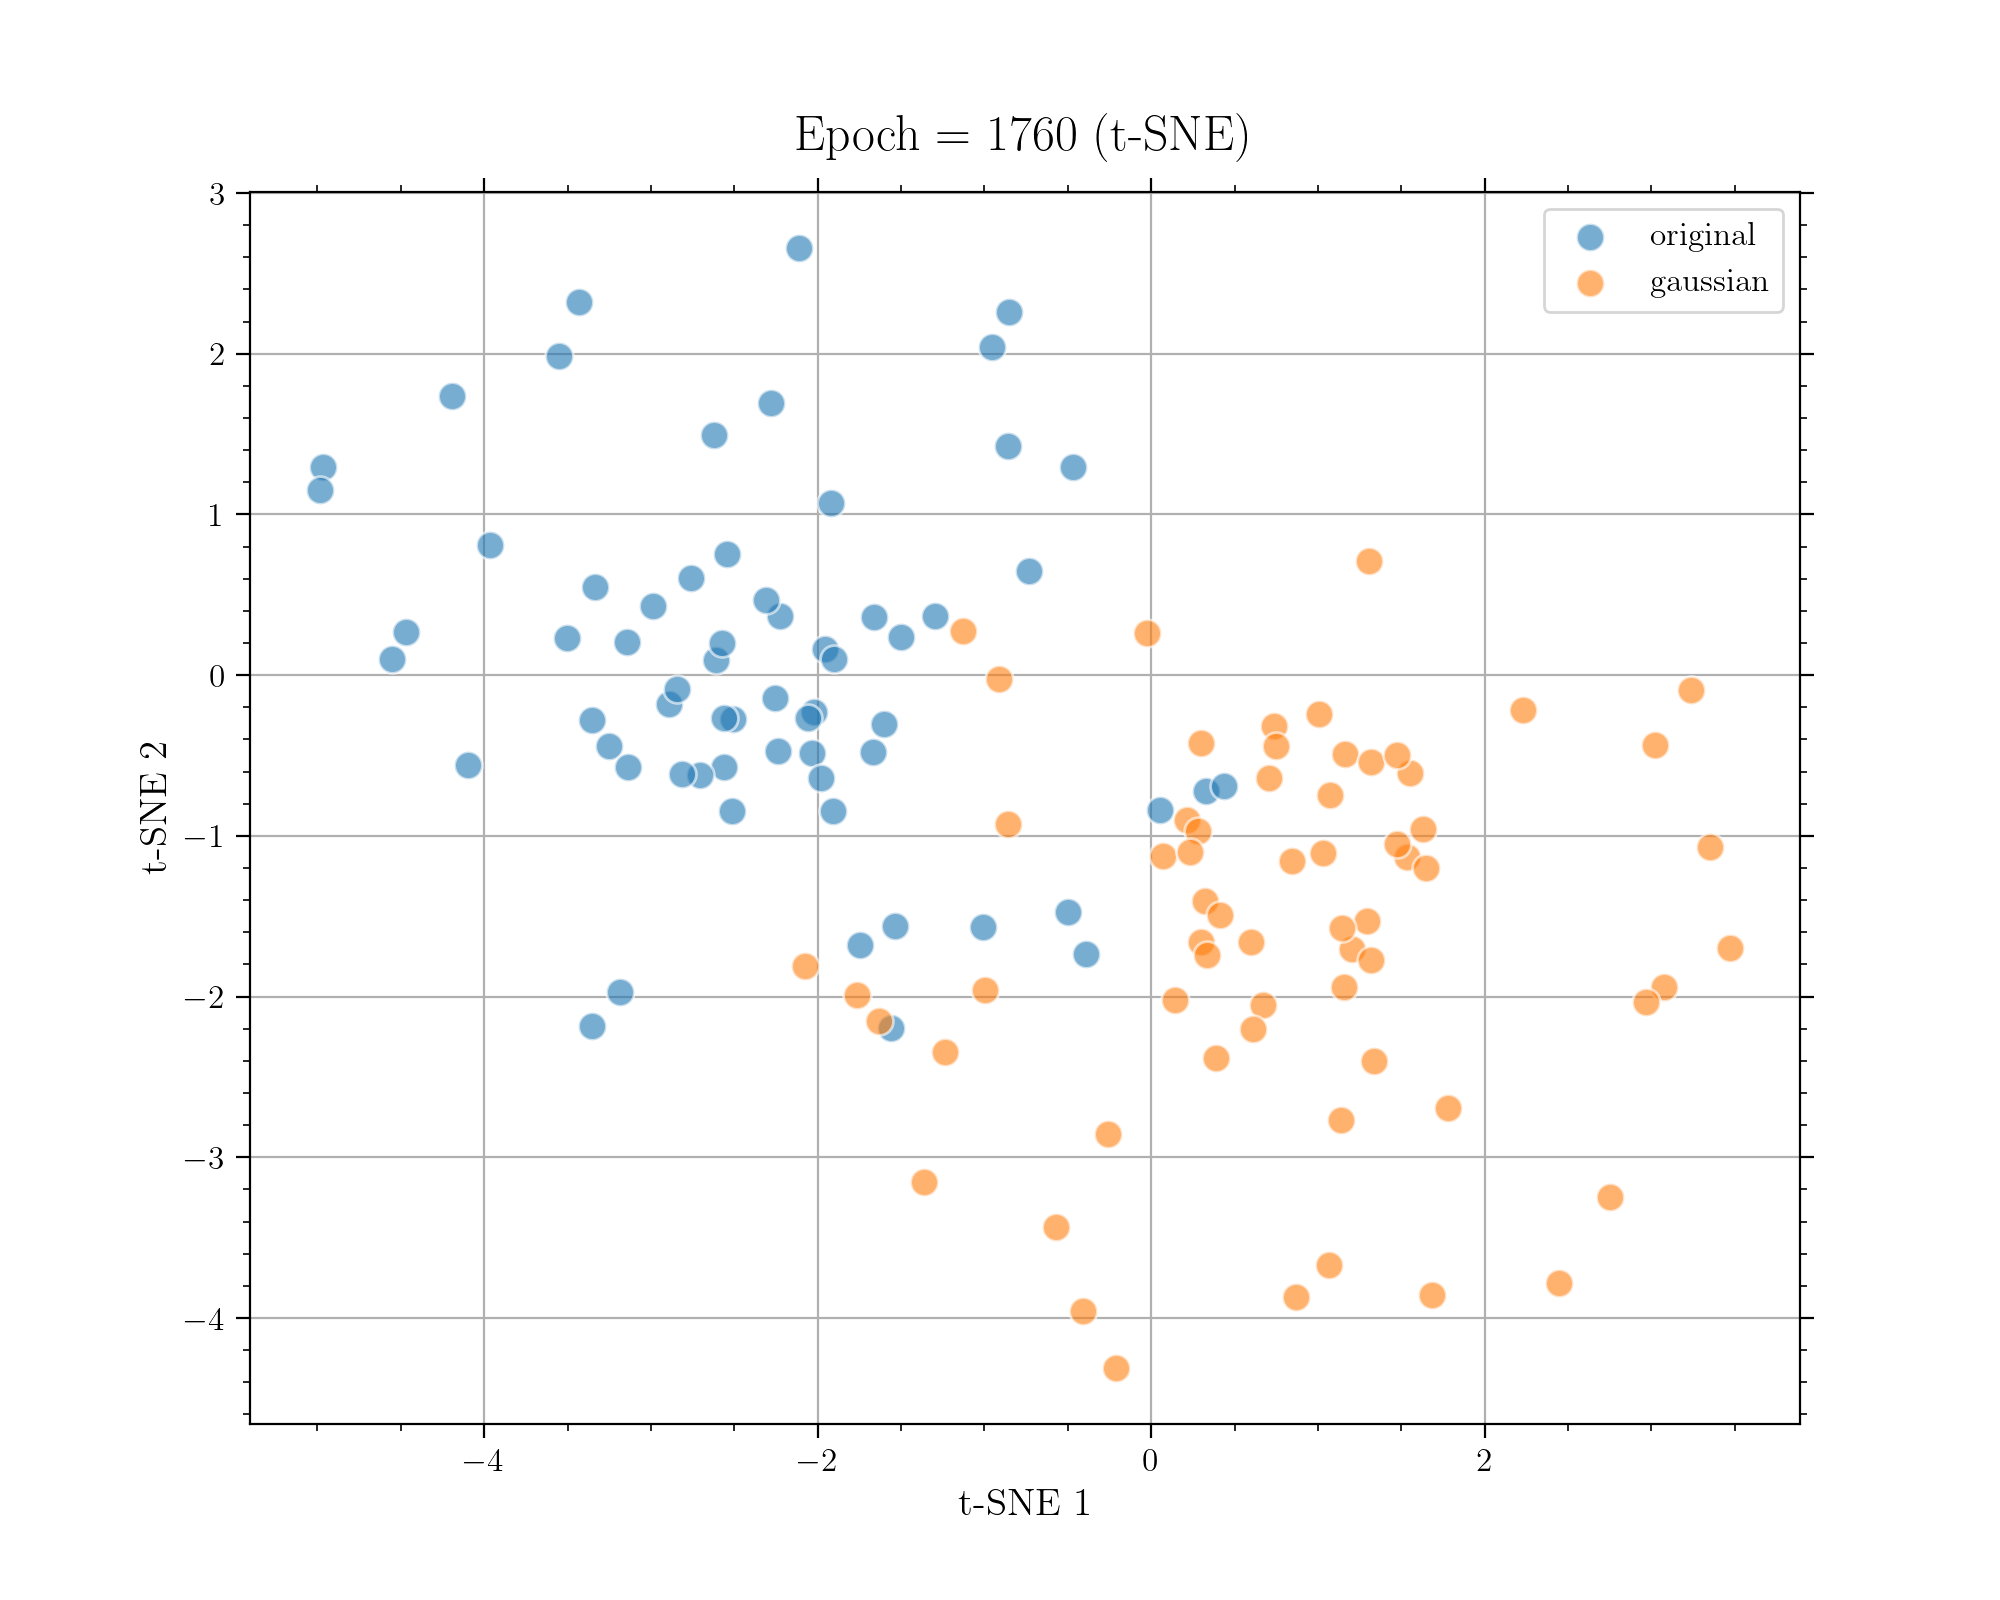 Epoch = 1760 (t-SNE)
original
gaussian
3
2
1
0
−1
−2
−3
−4
t-SNE 2
−4
−2
0
2
t-SNE 1